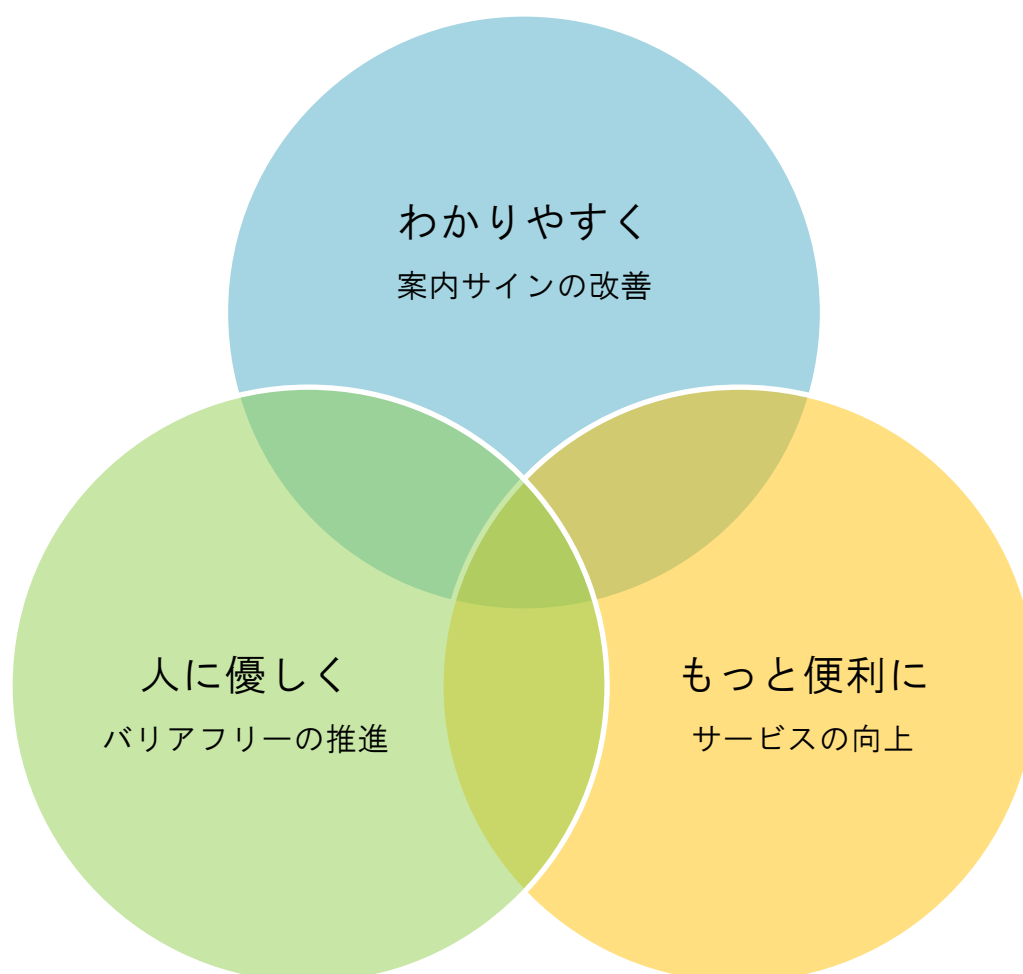 わかりやすく
案内サインの改善
人に優しく
バリアフリーの推進
もっと便利に
サービスの向上